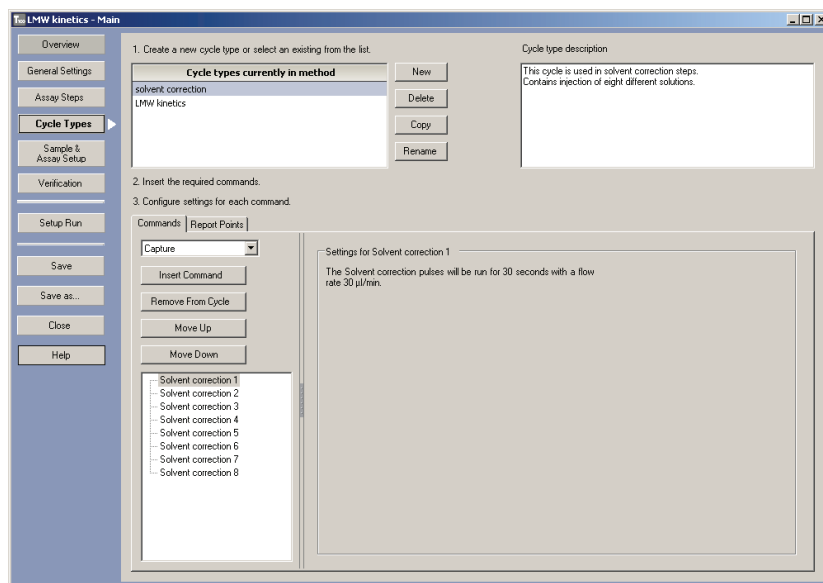 T100 LMW kinetics - Main
Overview
General Settings
Assay Steps
Cycle Types
Sample &
Assay Setup
Verification
Setup Run
Save
Save as...
Close
Help
1. Create a new cycle type or select an existing from the list.
Cycle types currently in method
solvent correction
LMW kinetics
New
Delete
Copy
Rename
Cycle type description
This cycle is used in solvent correction steps.
Contains injection of eight different solutions.
2. Insert the required commands.
3. Configure settings for each command.
Commands
Report Points
Capture
Insert Command
Remove From Cycle
Move Up
Move Down
Solvent correction 1
Solvent correction 2
Solvent correction 3
Solvent correction 4
Solvent correction 5
Solvent correction 6
Solvent correction 7
Solvent correction 8
Settings for Solvent correction 1
The Solvent correction pulses will be run for 30 seconds with a flow
rate 30 µl/min.